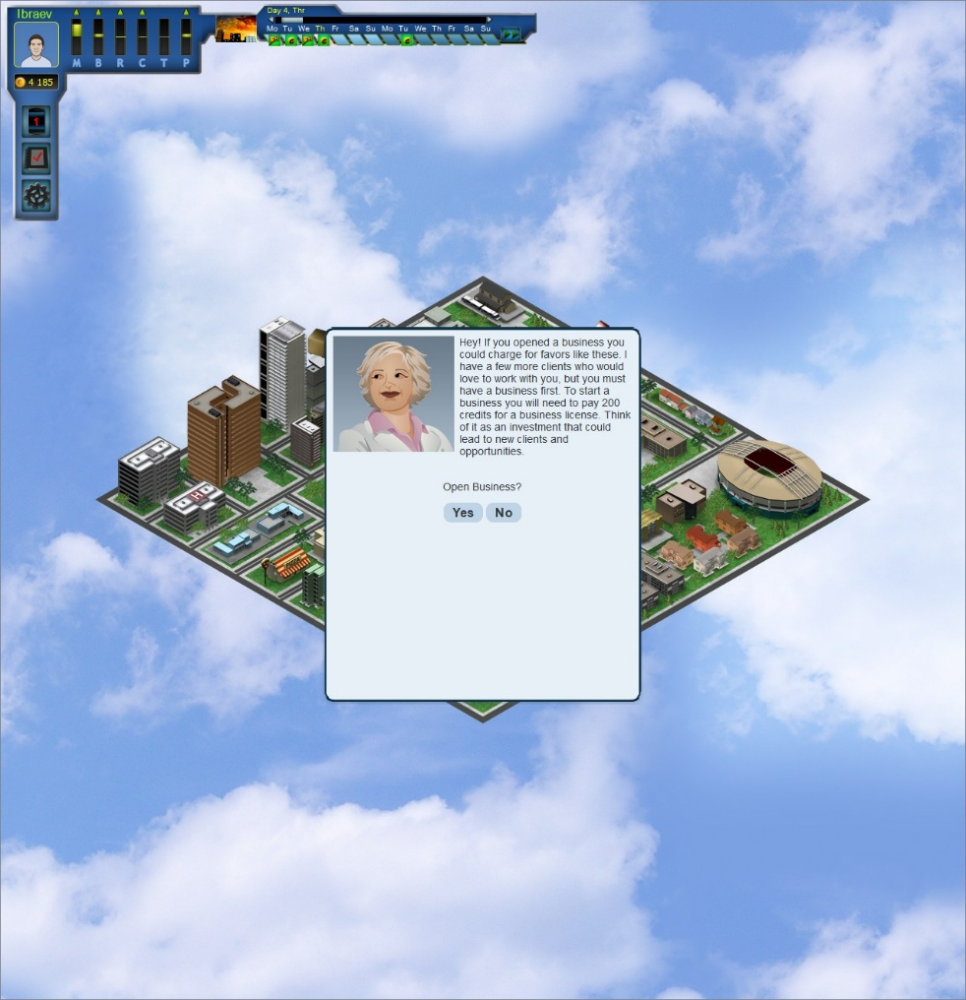 Ibraev
Day 4, Thr
Mo Tu We Th Fr Sa Su Mo Tu We Th Fr Sa Su
M B R C T P
4 185
1
Hey! If you opened a business you
could charge for favors like these. I
have a few more clients who would
love to work with you, but you must
have a business first. To start a
business you will need to pay 200
credits for a business license. Think
of it as an investment that could
lead to new clients and
opportunities.
Open Business?
Yes No
H